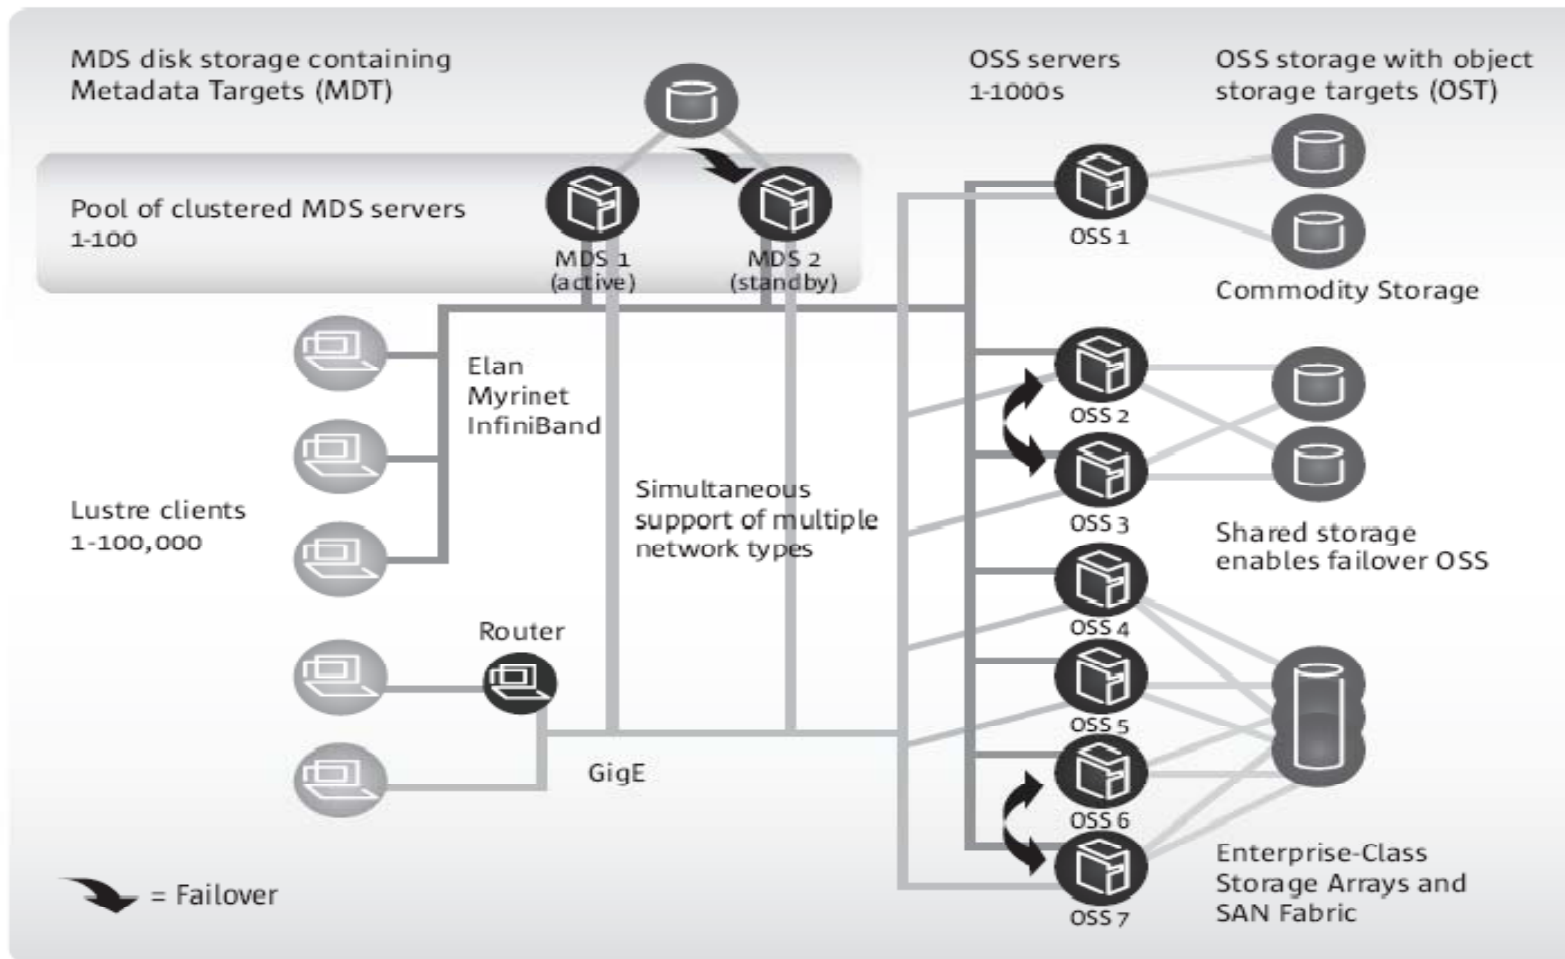 MDS disk storage containing
Metadata Targets (MDT)
OSS servers
1-1000s
OSS storage with object
storage targets (OST)
Pool of clustered MDS servers
1-100
MDS 1
(active)
MDS 2
(standby)
OSS 1
Commodity Storage
Elan
Myrinet
InfiniBand
OSS 2
Lustre clients
1-100,000
Simultaneous
support of multiple
network types
OSS 3
Shared storage
enables failover OSS
Router
OSS 4
OSS 5
GigE
OSS 6
OSS 7
Enterprise-Class
Storage Arrays and
SAN Fabric
= Failover